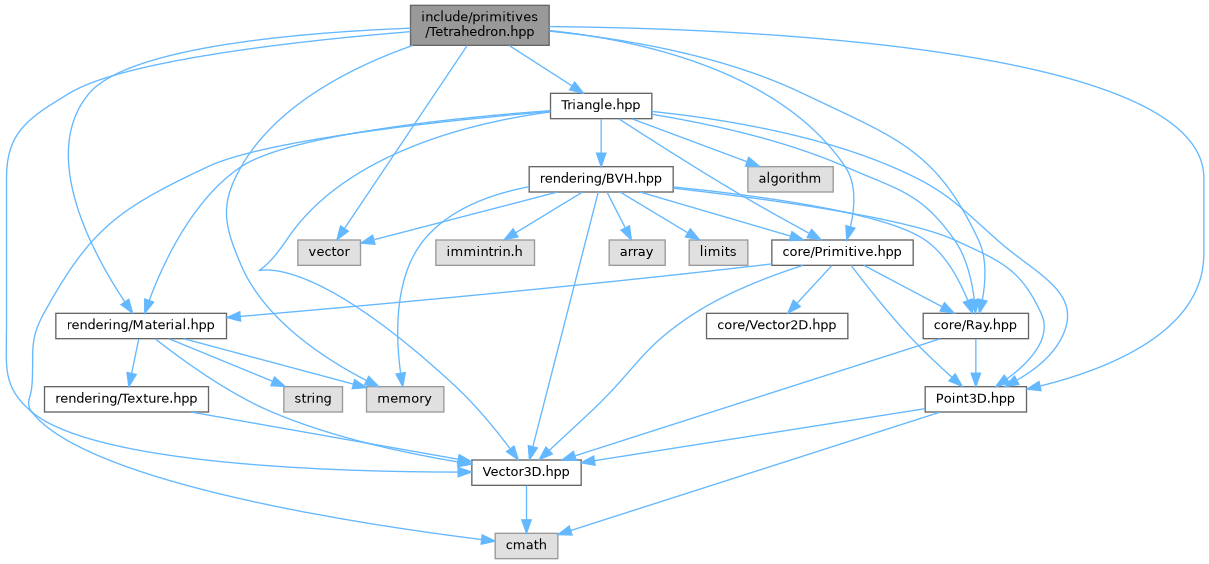 include/primitives
/Tetrahedron.hpp
Triangle.hpp
rendering/BVH.hpp
algorithm
vector
immintrin.h
array
limits
core/Primitive.hpp
rendering/Material.hpp
core/Vector2D.hpp
core/Ray.hpp
rendering/Texture.hpp
string
memory
Point3D.hpp
Vector3D.hpp
cmath